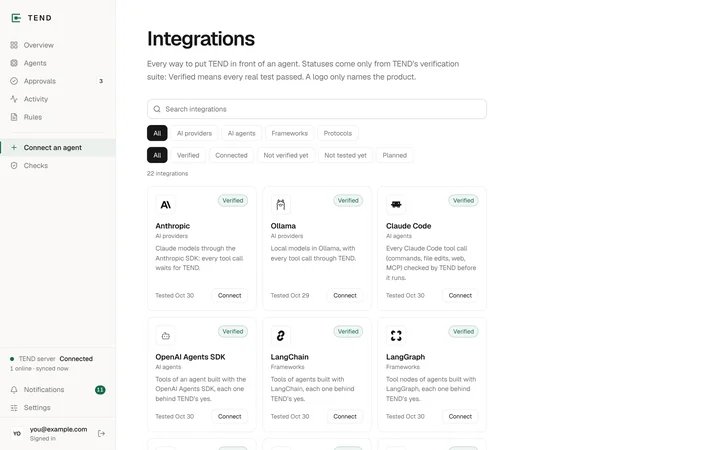 TEND
Overview
Agents
Approvals 3
Activity
Rules
Connect an agent
Checks
TEND server Connected
1 online · synced now
Notifications 11
Settings
YO
you@example.com
Signed in
Integrations
Every way to put TEND in front of an agent. Statuses come only from TEND's verification
suite: Verified means every real test passed. A logo only names the product.
Search integrations
All AI providers AI agents Frameworks Protocols
All Verified Connected Not verified yet Not tested yet Planned
22 integrations
Verified
Anthropic
AI providers
Claude models through the
Anthropic SDK: every tool call
waits for TEND.
Tested Oct 30 Connect
Verified
Ollama
AI providers
Local models in Ollama, with
every tool call through TEND.
Tested Oct 29 Connect
Verified
Claude Code
AI agents
Every Claude Code tool call
(commands, file edits, web,
MCP) checked by TEND before
it runs.
Tested Oct 30 Connect
Verified
OpenAI Agents SDK
AI agents
Tools of an agent built with the
OpenAI Agents SDK, each one
behind TEND's yes.
Tested Oct 30 Connect
Verified
LangChain
Frameworks
Tools of agents built with
LangChain, each one behind
TEND's yes.
Tested Oct 30 Connect
Verified
LangGraph
Frameworks
Tool nodes of agents built with
LangGraph, each one behind
TEND's yes.
Tested Oct 30 Connect